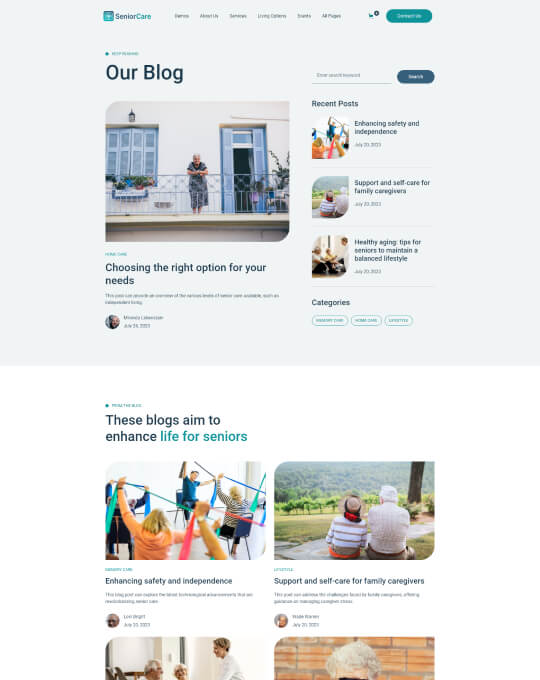 SeniorCare
Demos
About Us
Services
Living Options
Events
All Pages
0
Contact Us
KEEP READING
Our Blog
Enter search keyword
Search
Recent Posts
Enhancing safety and
independence
July 20, 2023
Support and self-care for
family caregivers
July 20, 2023
Healthy aging: tips for
seniors to maintain a
balanced lifestyle
July 20, 2023
Categories
MEMORY CARE
HOME CARE
LIFESTYLE
HOME CARE
Choosing the right option for your
needs
This post can provide an overview of the various levels of senior care available, such as
independent living.
July 26, 2023
FROM THE BLOG
These blogs aim to
enhance life for seniors
MEMORY CARE
Enhancing safety and independence
This blog post can explore the latest technological advancements that are
revolutionizing senior care.
Lori Bright
July 20, 2023
LIFESTYLE
Support and self-care for family caregivers
This post can address the challenges faced by family caregivers, offering
guidance on managing caregiver stress.
Wade Warren
July 20, 2023